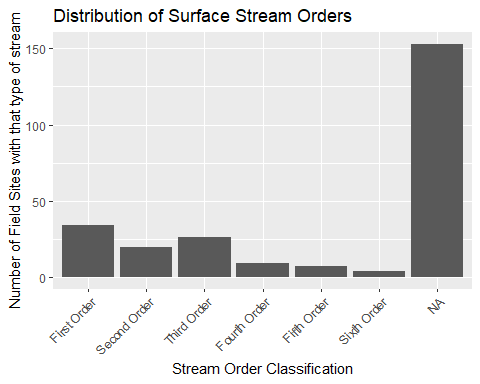 Distribution of Surface Stream Orders
Number of Field Sites with that type of stream
150
100
50
0
First Order
Second Order
Third Order
Fourth Order
Fifth Order
Sixth Order
NA
Stream Order Classification